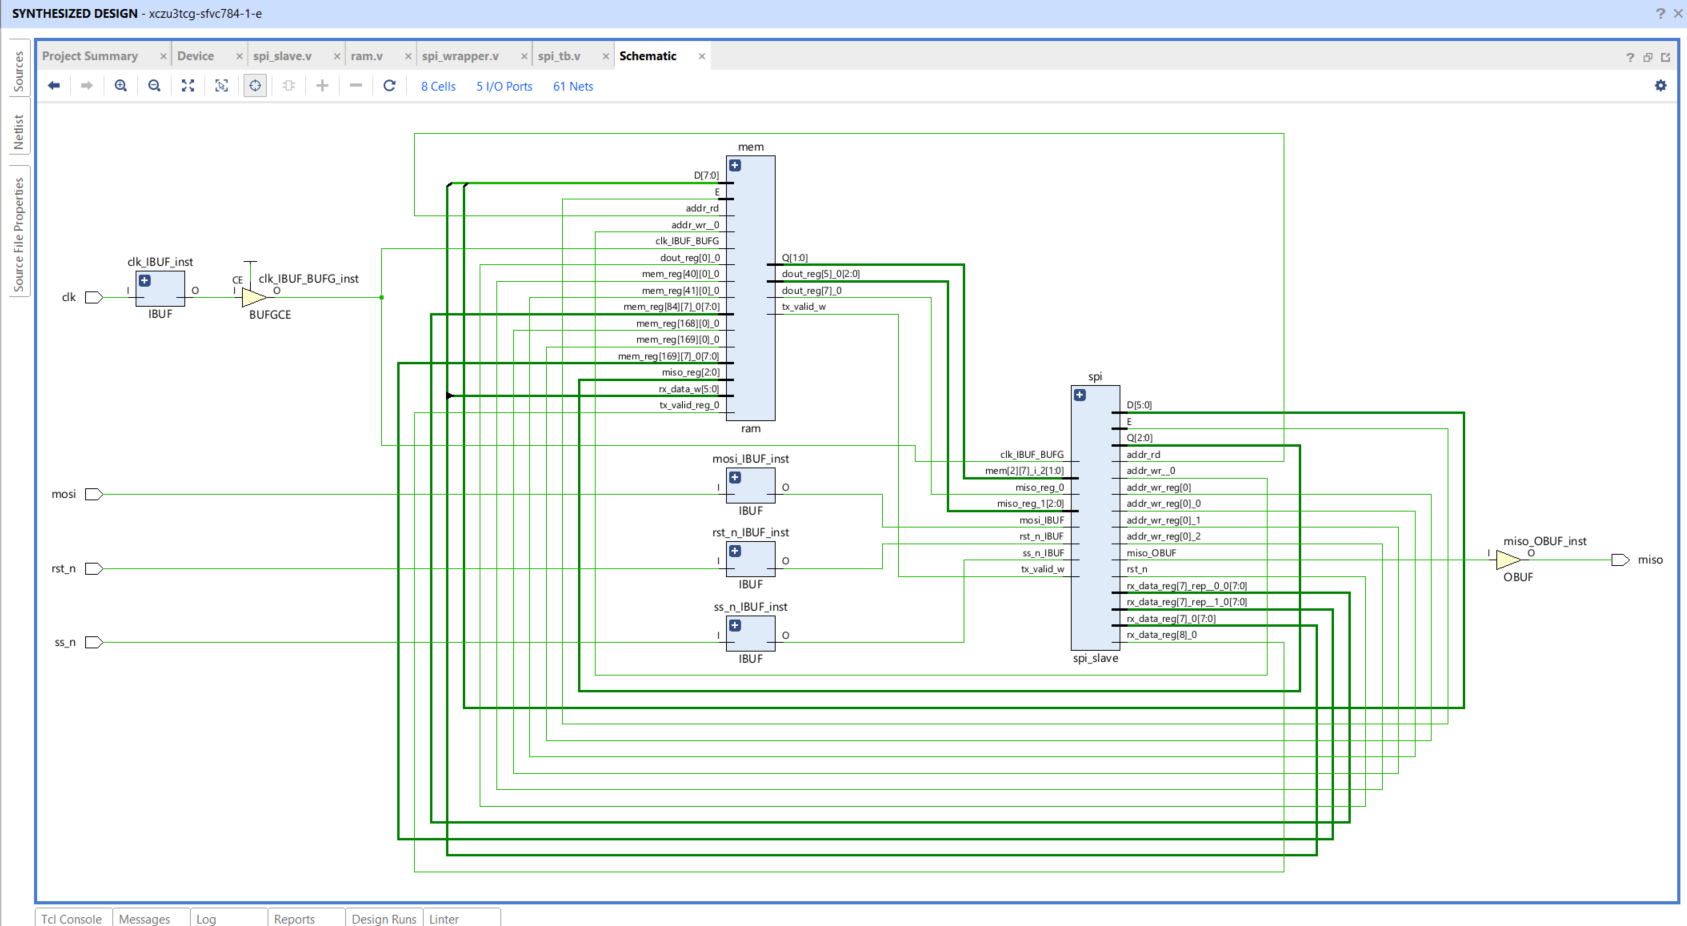 SYNTHESIZED DESIGN - xczu3tcg-sfvc784-1-e
? ×
Sources
Netlist
Source File Properties
Project Summary × Device × spi_slave.v × ram.v × spi_wrapper.v × spi_tb.v × Schematic ×
?
8 Cells 5 I/O Ports 61 Nets
mem
D[7:0]
E
addr_rd
addr_wr__0
clk_IBUF_BUFG
dout_reg[0]_0
mem_reg[40][0]_0
mem_reg[41][0]_0
mem_reg[84][7]_0[7:0]
mem_reg[168][0]_0
mem_reg[169][0]_0
mem_reg[169][7]_0[7:0]
miso_reg[2:0]
rx_data_w[5:0]
tx_valid_reg_0
Q[1:0]
dout_reg[5]_0[2:0]
dout_reg[7]_0
tx_valid_w
ram
clk
clk_IBUF_inst
I
O
IBUF
CE
clk_IBUF_BUFG_inst
I
O
BUFGCE
mosi
mosi_IBUF_inst
I
O
IBUF
rst_n
rst_n_IBUF_inst
I
O
IBUF
ss_n
ss_n_IBUF_inst
I
O
IBUF
spi
clk_IBUF_BUFG
mem[2][7]_i_2[1:0]
miso_reg_0
miso_reg_1[2:0]
mosi_IBUF
rst_n_IBUF
ss_n_IBUF
tx_valid_w
D[5:0]
E
Q[2:0]
addr_rd
addr_wr__0
addr_wr_reg[0]
addr_wr_reg[0]_0
addr_wr_reg[0]_1
addr_wr_reg[0]_2
miso_OBUF
rst_n
rx_data_reg[7]_rep__0_0[7:0]
rx_data_reg[7]_rep__1_0[7:0]
rx_data_reg[7]_0[7:0]
rx_data_reg[8]_0
spi_slave
miso_OBUF_inst
I
O
OBUF
miso
Tcl Console Messages Log Reports Design Runs Linter